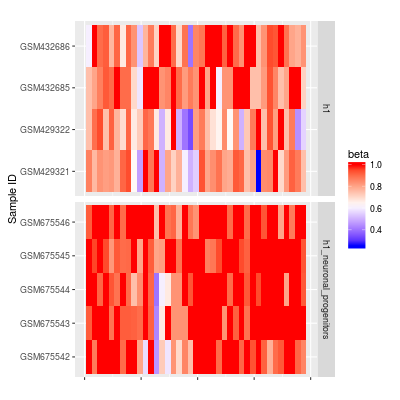 Sample ID
GSM432686
GSM432685
GSM429322
GSM429321
h1
GSM675546
GSM675545
GSM675544
GSM675543
GSM675542
h1_neuronal_progenitors
beta
1.0
0.8
0.6
0.4